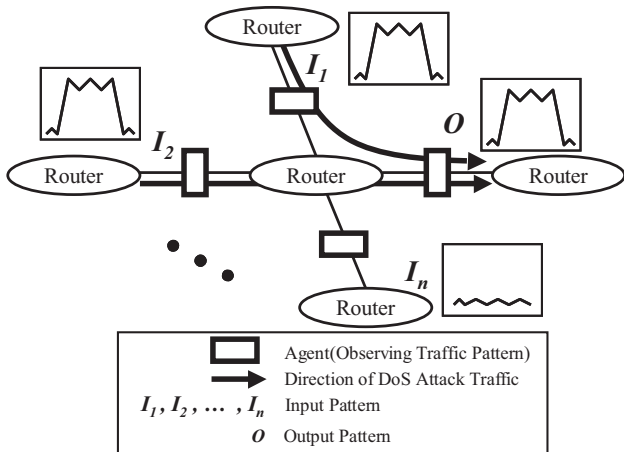 Router
I1
O
I2
Router
Router
Router
In
Router
Agent(Observing Traffic Pattern)
Direction of DoS Attack Traffic
I1 , I2 , … , In Input Pattern
O Output Pattern